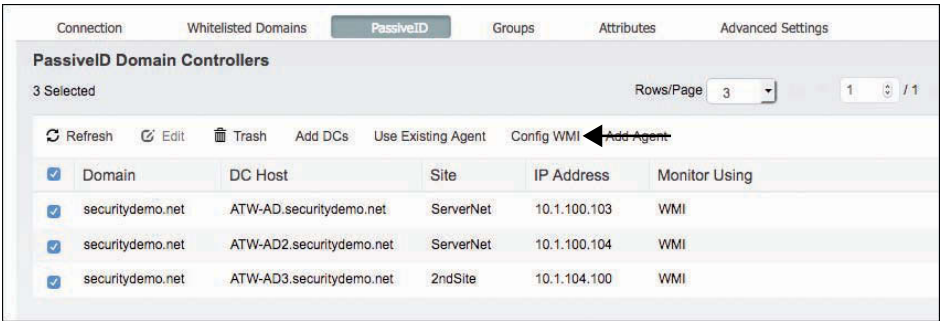 Connection Whitelisted Domains PassiveID Groups Attributes Advanced Settings
PassiveID Domain Controllers
3 Selected Rows/Page 3 1 / 1
Refresh Edit Trash Add DCs Use Existing Agent Config WMI Add Agent
Domain DC Host Site IP Address Monitor Using
securitydemo.net ATW-AD.securitydemo.net ServerNet 10.1.100.103 WMI
securitydemo.net ATW-AD2.securitydemo.net ServerNet 10.1.100.104 WMI
securitydemo.net ATW-AD3.securitydemo.net 2ndSite 10.1.104.100 WMI